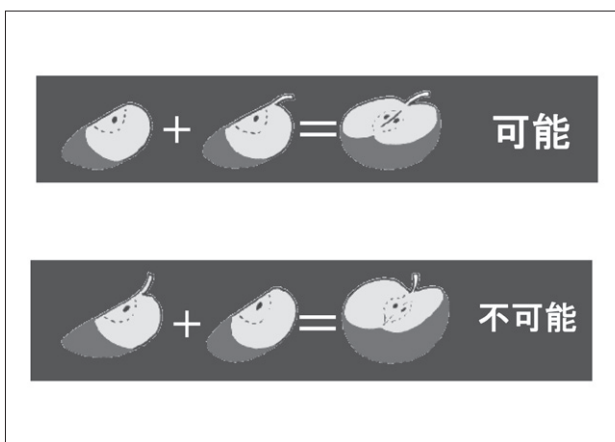 + = 可能
+ = 不可能